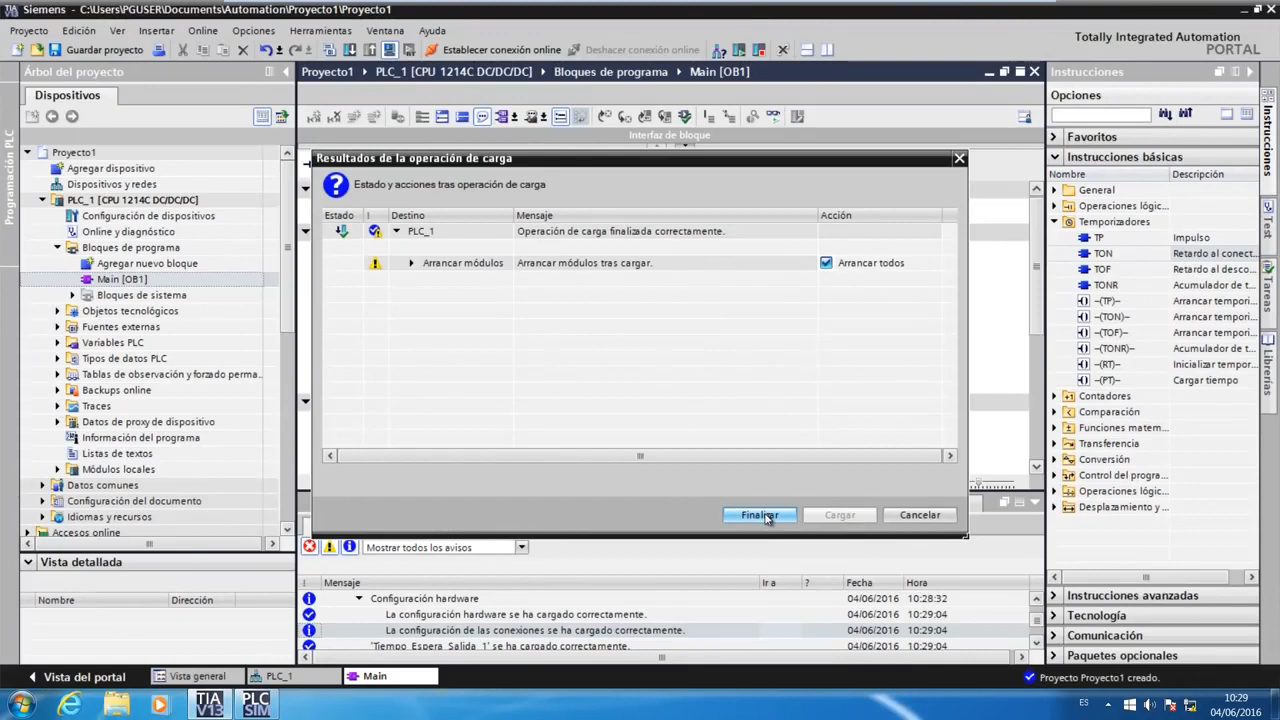 Siemens - C:\Users\PGUSER\Documents\Automation\Proyecto1\Proyecto1
Proyecto Edición Ver Insertar Online Opciones Herramientas Ventana Ayuda
Totally Integrated Automation
PORTAL
Guardar proyecto Establecer conexión online Deshacer conexión online
Árbol del proyecto
Proyecto1 PLC_1 [CPU 1214C DC/DC/DC] Bloques de programa Main [OB1]
Instrucciones
Dispositivos
Opciones
Programación PLC
Interfaz de bloque
Favoritos
Instrucciones básicas
Nombre Descripción
General
Operaciones lógic...
Temporizadores
TP Impulso
TON Retardo al conect...
TOF Retardo al desco...
TONR Acumulador de t...
–(TP)– Arrancar tempori...
–(TON)– Arrancar tempori...
–(TOF)– Arrancar tempori...
–(TONR)– Acumulador de t...
–(RT)– Inicializar tempor...
–(PT)– Cargar tiempo
Contadores
Comparación
Funciones matem...
Transferencia
Conversión
Control del progra...
Operaciones lógic...
Desplazamiento y ...
Instrucciones avanzadas
Tecnología
Comunicación
Paquetes opcionales
Instrucciones
Test
Tareas
Librerías
Proyecto1
Agregar dispositivo
Dispositivos y redes
PLC_1 [CPU 1214C DC/DC/DC]
Configuración de dispositivos
Online y diagnóstico
Bloques de programa
Agregar nuevo bloque
Main [OB1]
Bloques de sistema
Objetos tecnológicos
Fuentes externas
Variables PLC
Tipos de datos PLC
Tablas de observación y forzado perma...
Backups online
Traces
Datos de proxy de dispositivo
Información del programa
Listas de textos
Módulos locales
Datos comunes
Configuración del documento
Idiomas y recursos
Accesos online
Vista detallada
Nombre Dirección
Resultados de la operación de carga
Estado y acciones tras operación de carga
Estado ! Destino Mensaje Acción
PLC_1 Operación de carga finalizada correctamente.
Arrancar módulos Arrancar módulos tras cargar. Arrancar todos
Finalizar Cargar Cancelar
Mostrar todos los avisos
! Mensaje Ir a ? Fecha Hora
Configuración hardware 04/06/2016 10:28:32
La configuración hardware se ha cargado correctamente. 04/06/2016 10:29:04
La configuración de las conexiones se ha cargado correctamente. 04/06/2016 10:29:04
'Tiempo_Espera_Salida_1' se ha cargado correctamente. 04/06/2016 10:29:04
Vista del portal Vista general PLC_1 Main Proyecto Proyecto1 creado.
TIA V13 PLC SIM
ES 10:29
04/06/2016